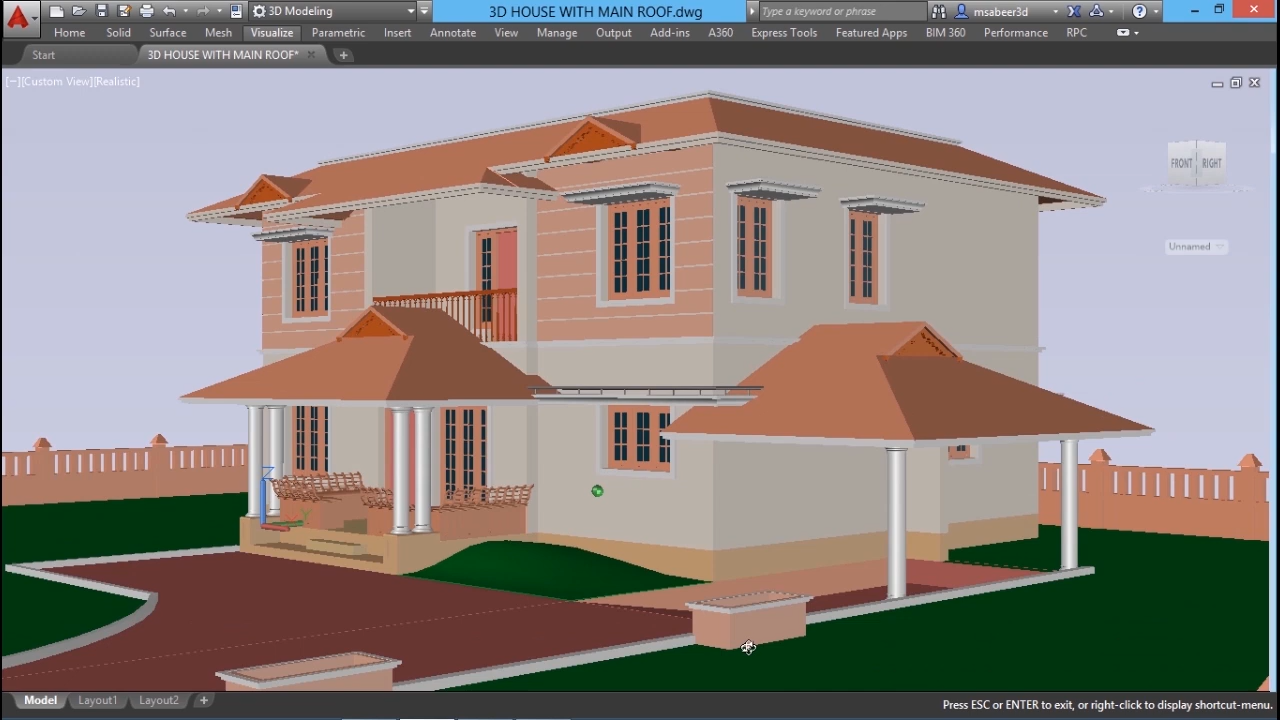 3D Modeling
3D HOUSE WITH MAIN ROOF.dwg
Type a keyword or phrase
msabeer3d
Home Solid Surface Mesh Visualize Parametric Insert Annotate View Manage Output Add-ins A360 Express Tools Featured Apps BIM 360 Performance RPC
Start 3D HOUSE WITH MAIN ROOF*
[−][Custom View][Realistic]
FRONT RIGHT
Unnamed
Z
Model Layout1 Layout2
Press ESC or ENTER to exit, or right-click to display shortcut-menu.